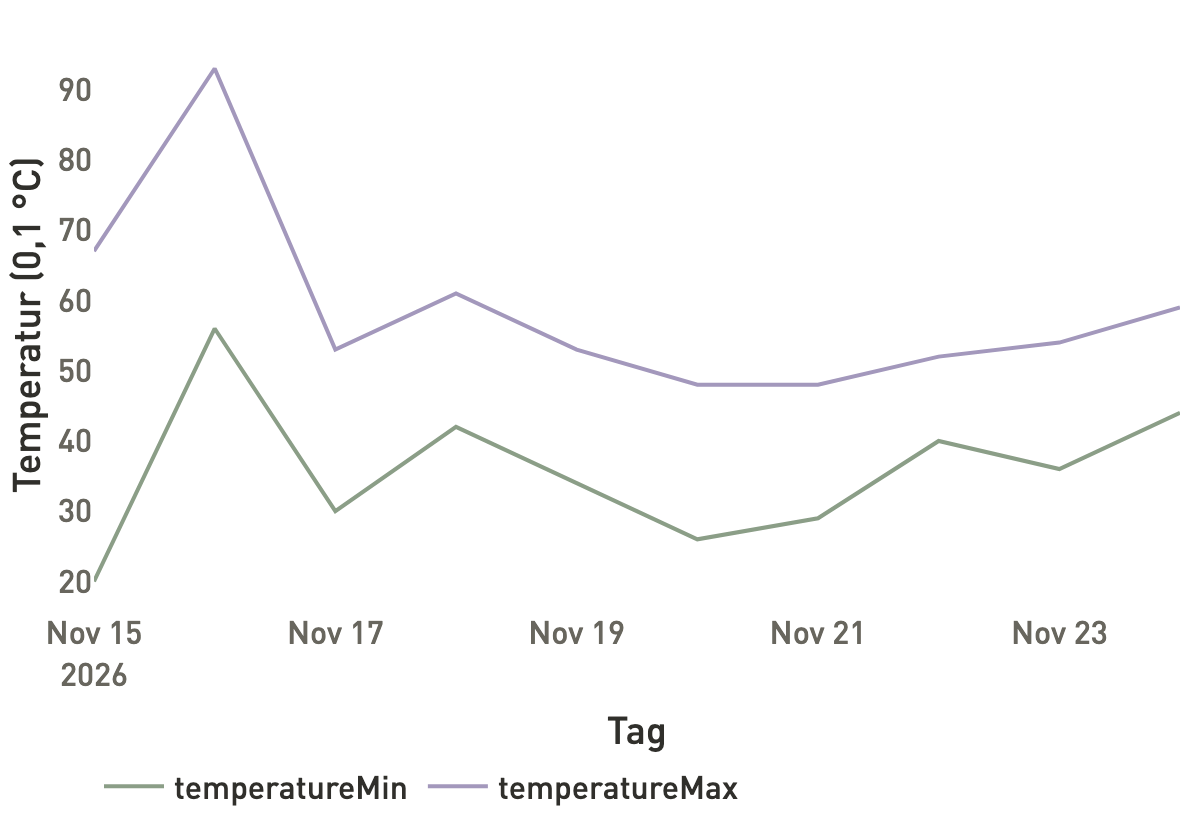 Temperatur (0,1 °C)
90
80
70
60
50
40
30
20
Nov 15
2026
Nov 17
Nov 19
Nov 21
Nov 23
Tag
temperatureMin
temperatureMax